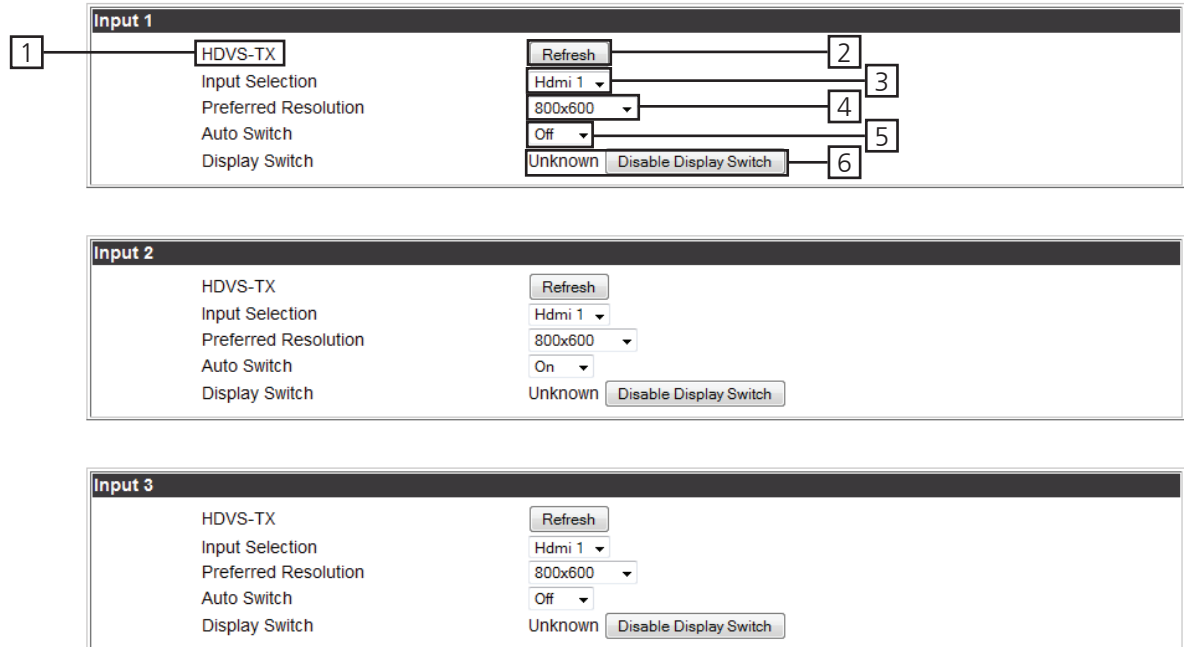 Input 1
1 HDVS-TX Refresh 2
Input Selection Hdmi 1 3
Preferred Resolution 800x600 4
Auto Switch Off 5
Display Switch Unknown Disable Display Switch 6
Input 2
HDVS-TX Refresh
Input Selection Hdmi 1
Preferred Resolution 800x600
Auto Switch On
Display Switch Unknown Disable Display Switch
Input 3
HDVS-TX Refresh
Input Selection Hdmi 1
Preferred Resolution 800x600
Auto Switch Off
Display Switch Unknown Disable Display Switch